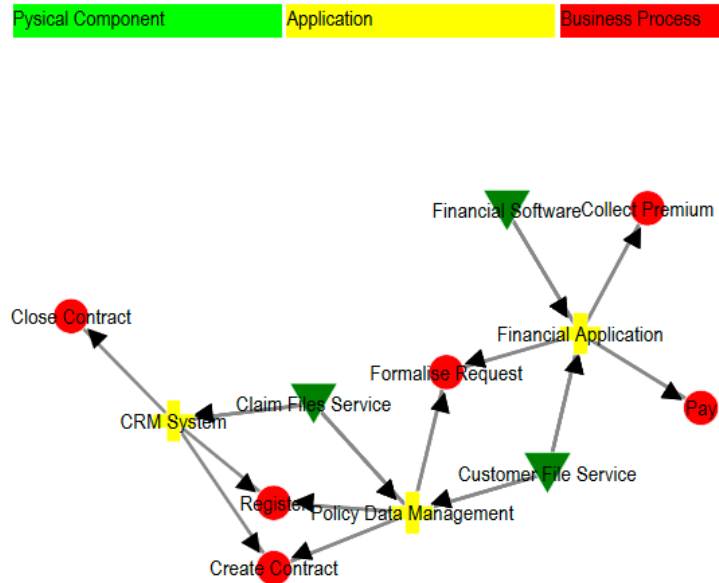 Pysical Component
Application
Business Process
Financial Software
Collect Premium
Close Contract
Financial Application
Formalise Request
Claim Files Service
Pay
CRM System
Customer File Service
Register
Policy Data Management
Create Contract